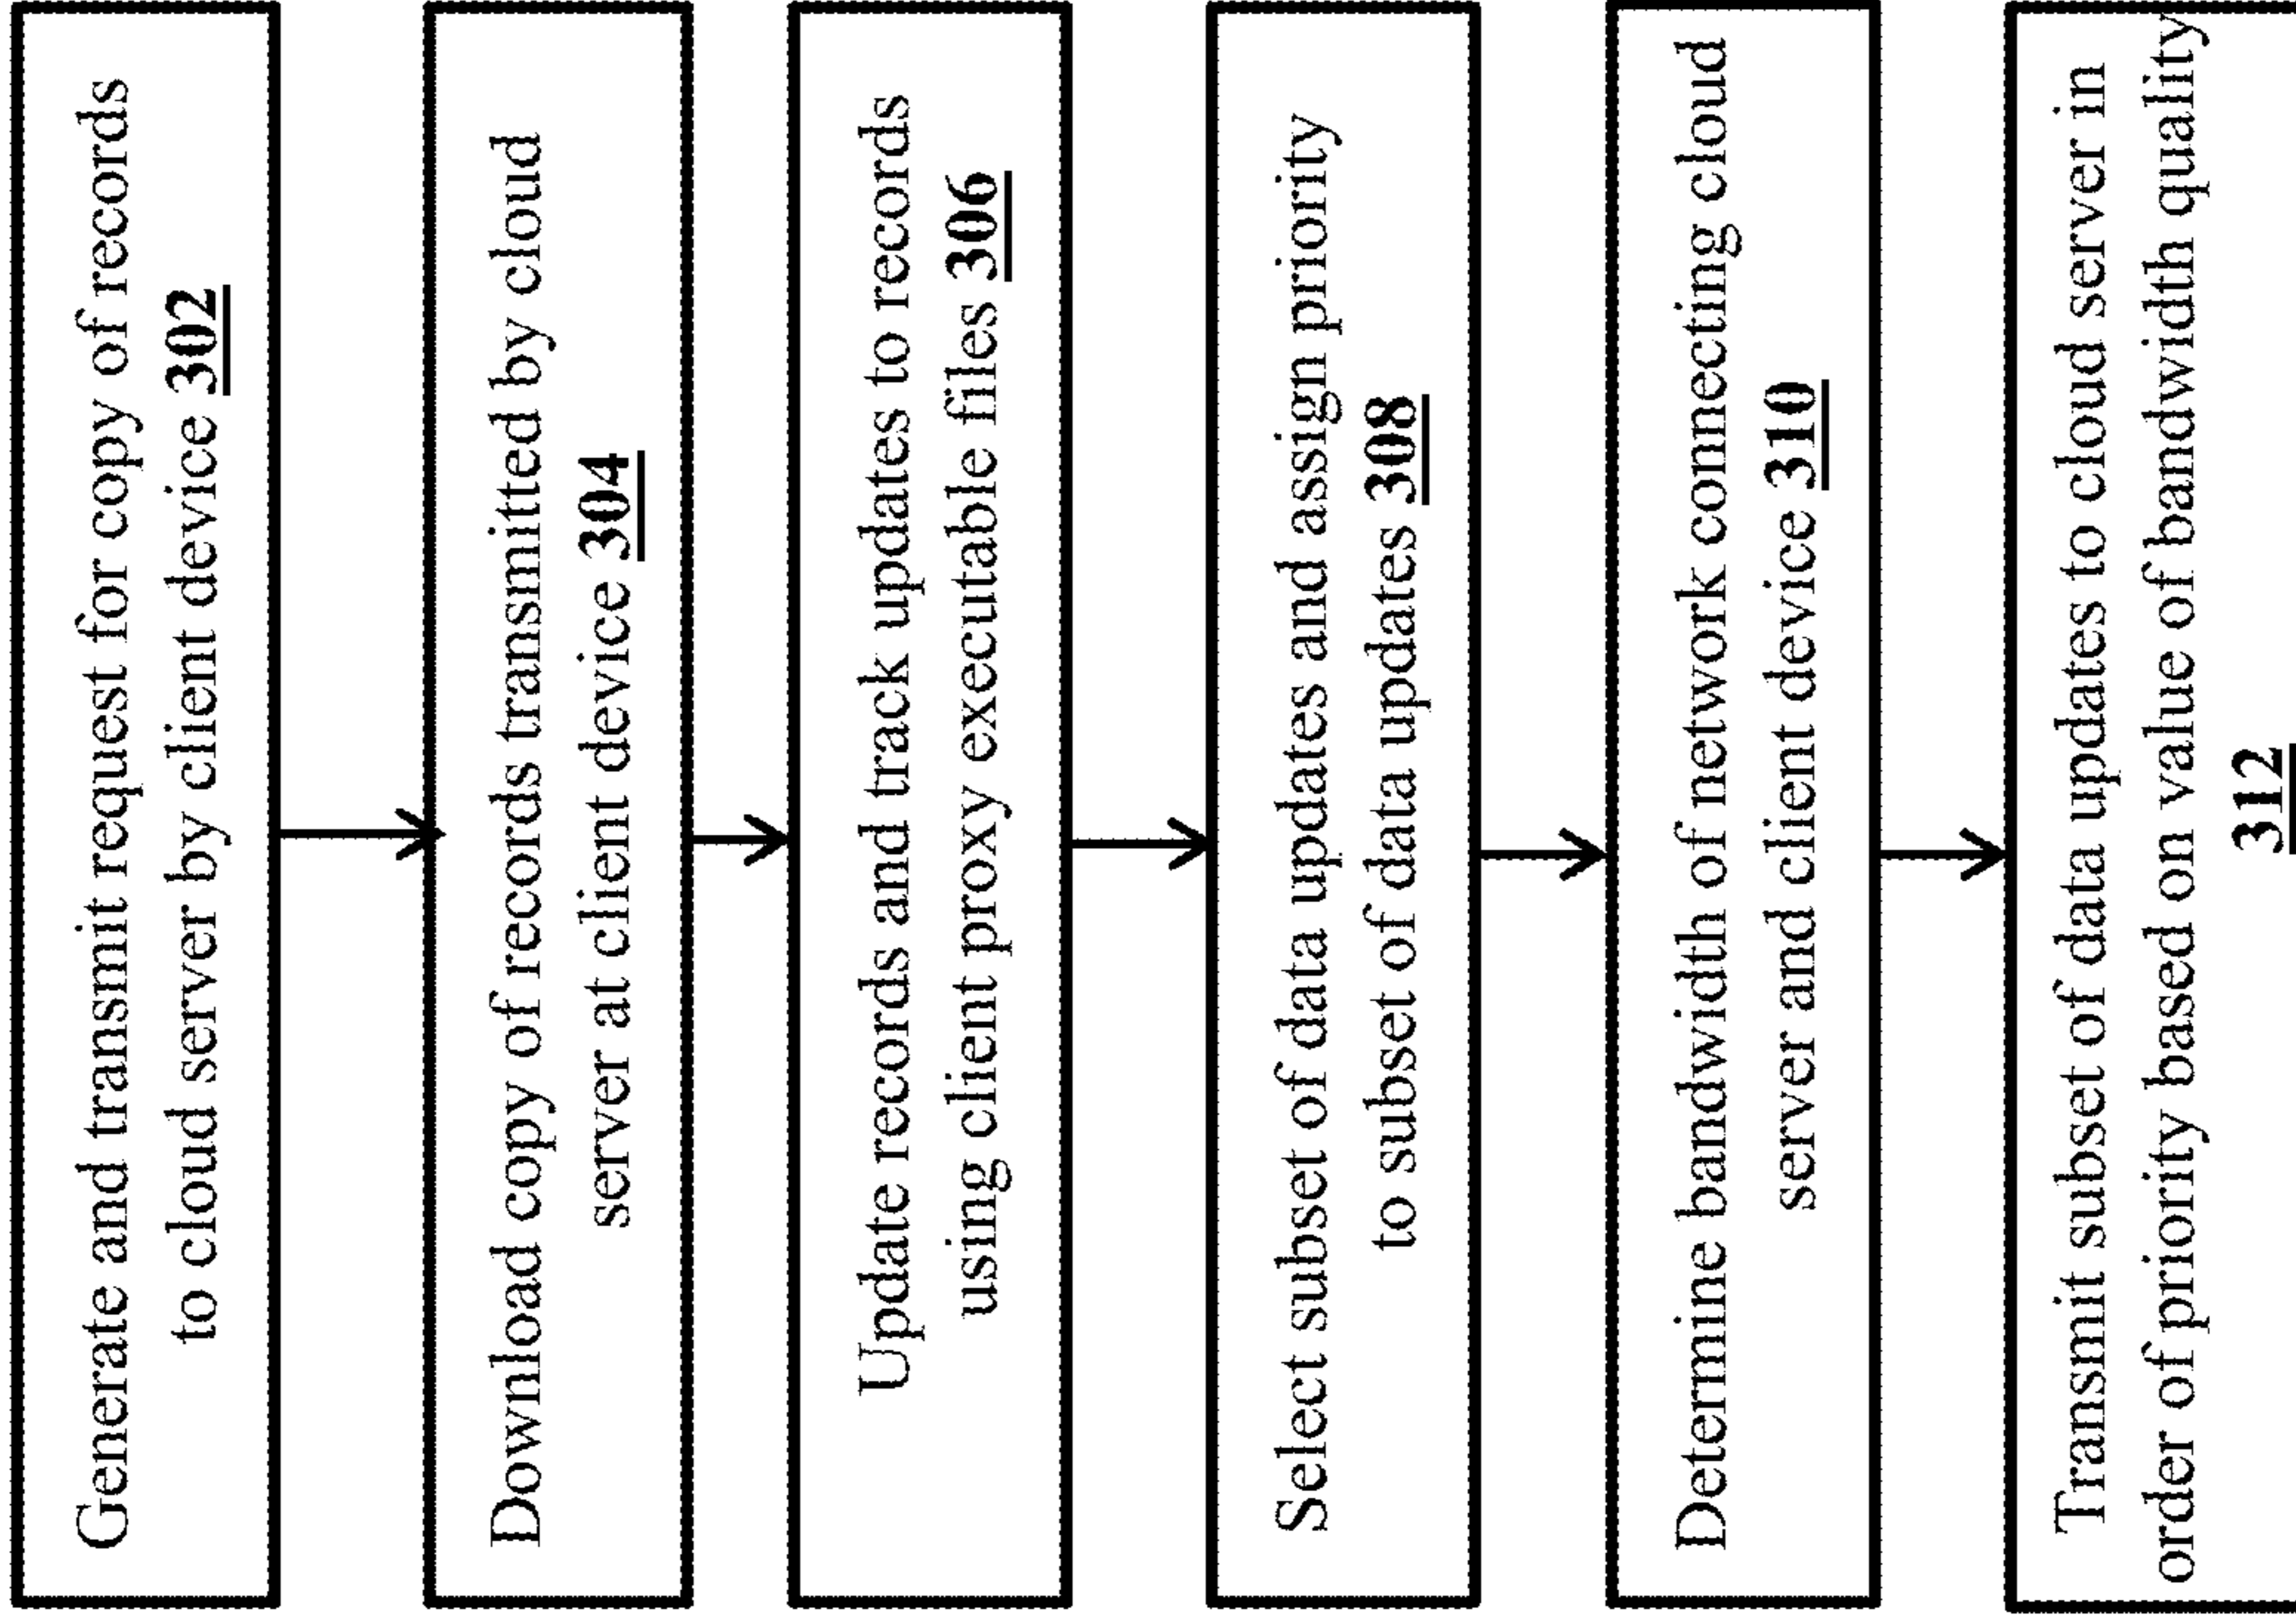 Generate and transmit request for copy of records
to cloud server by client device 302
Download copy of records transmitted by cloud
server at client device 304
Update records and track updates to records
using client proxy executable files 306
Select subset of data updates and assign priority
to subset of data updates 308
Determine bandwidth of network connecting cloud
server and client device 310
Transmit subset of data updates to cloud server in
order of priority based on value of bandwidth quality
312